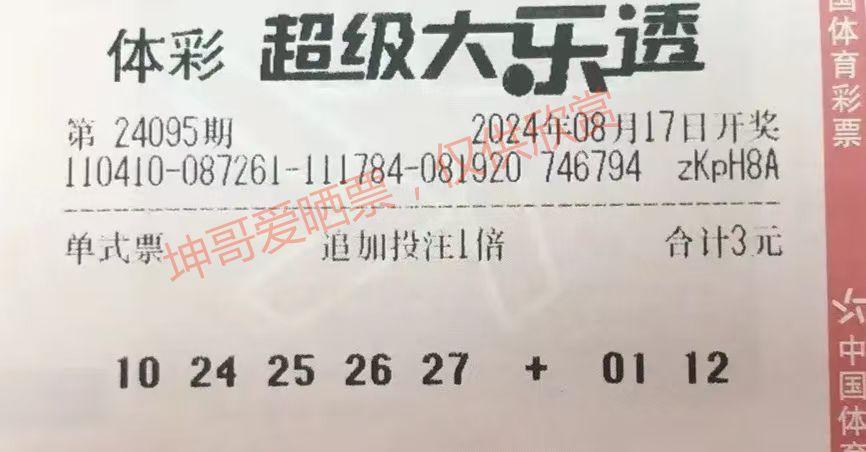 体彩 超级大乐透
第 24095期 2024年08月17日开奖
110410-087261-111784-081920 746794 zKpH8A
坤哥爱晒票，仅供欣赏
单式票 追加投注1倍 合计3元
10 24 25 26 27 + 01 12
国体育彩票
中国体育